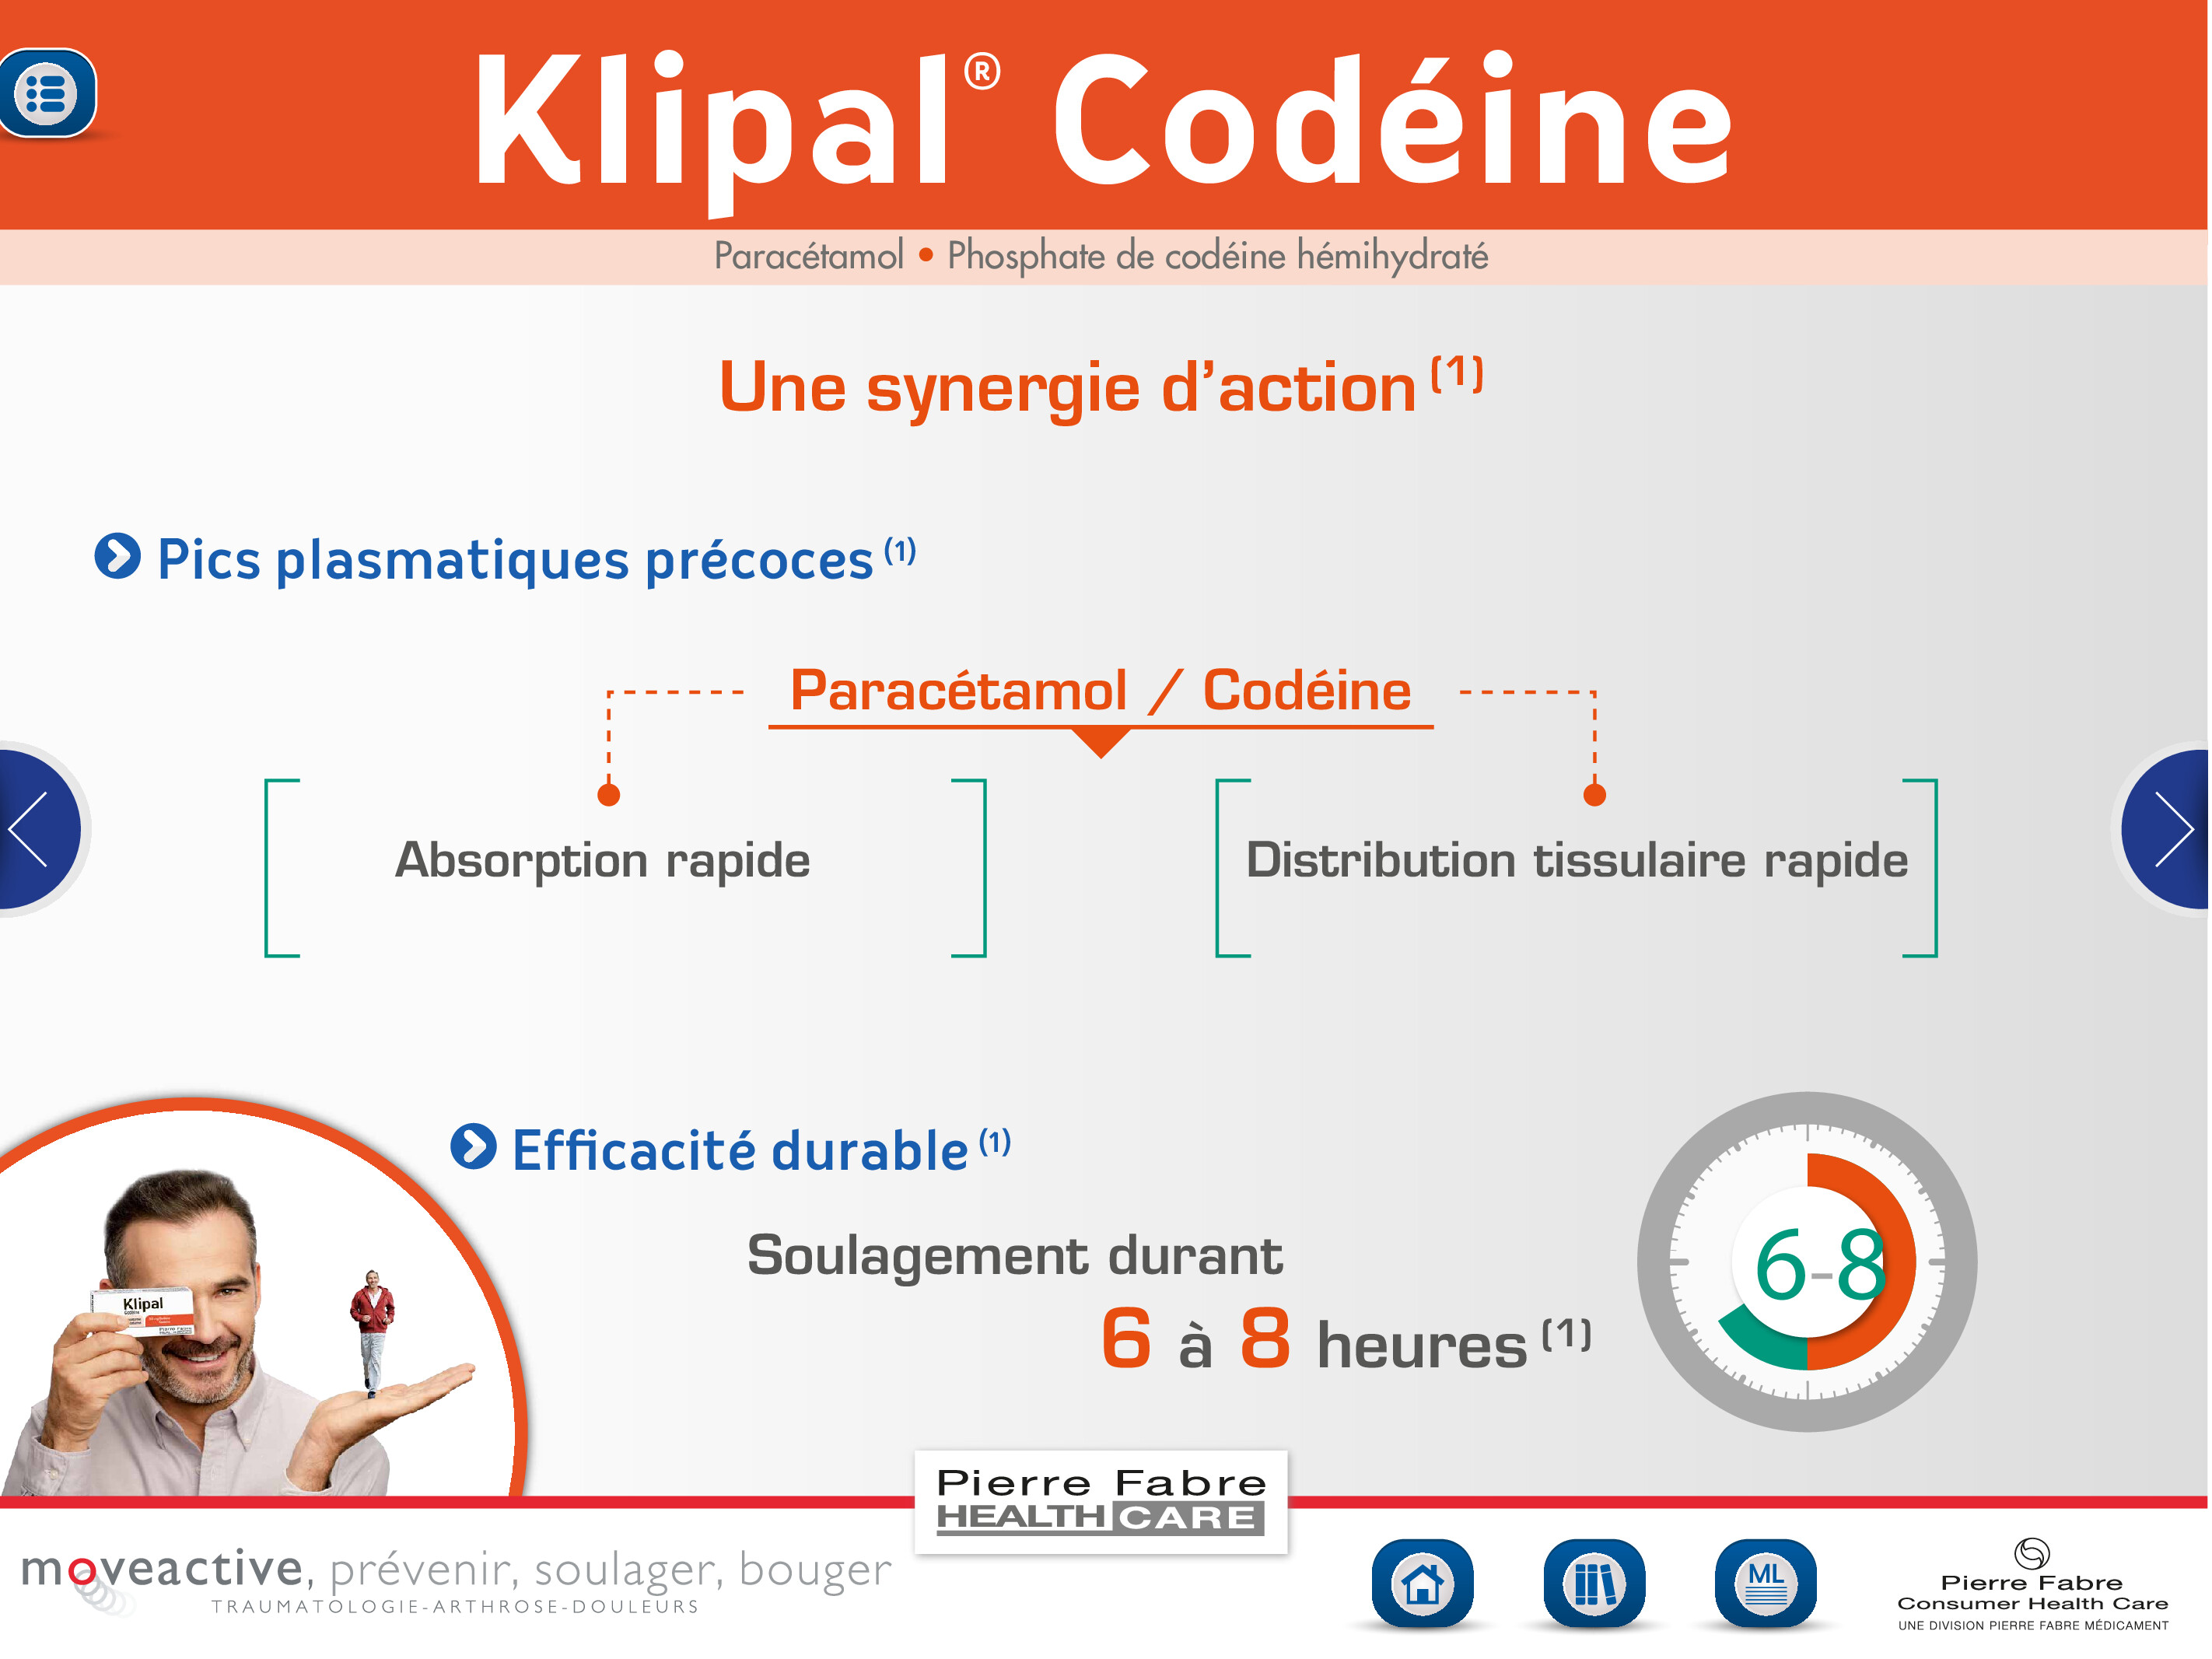 Klipal® Codéine
Paracétamol • Phosphate de codéine hémihydraté
Une synergie d’action (1)
Pics plasmatiques précoces (1)
Paracétamol / Codéine
Absorption rapide
Distribution tissulaire rapide
Efficacité durable (1)
Soulagement durant
6 à 8 heures (1)
6-8
Klipal
Pierre Fabre
HEALTH CARE
moveactive, prévenir, soulager, bouger
TRAUMATOLOGIE-ARTHROSE-DOULEURS
ML
Pierre Fabre
Consumer Health Care
UNE DIVISION PIERRE FABRE MÉDICAMENT